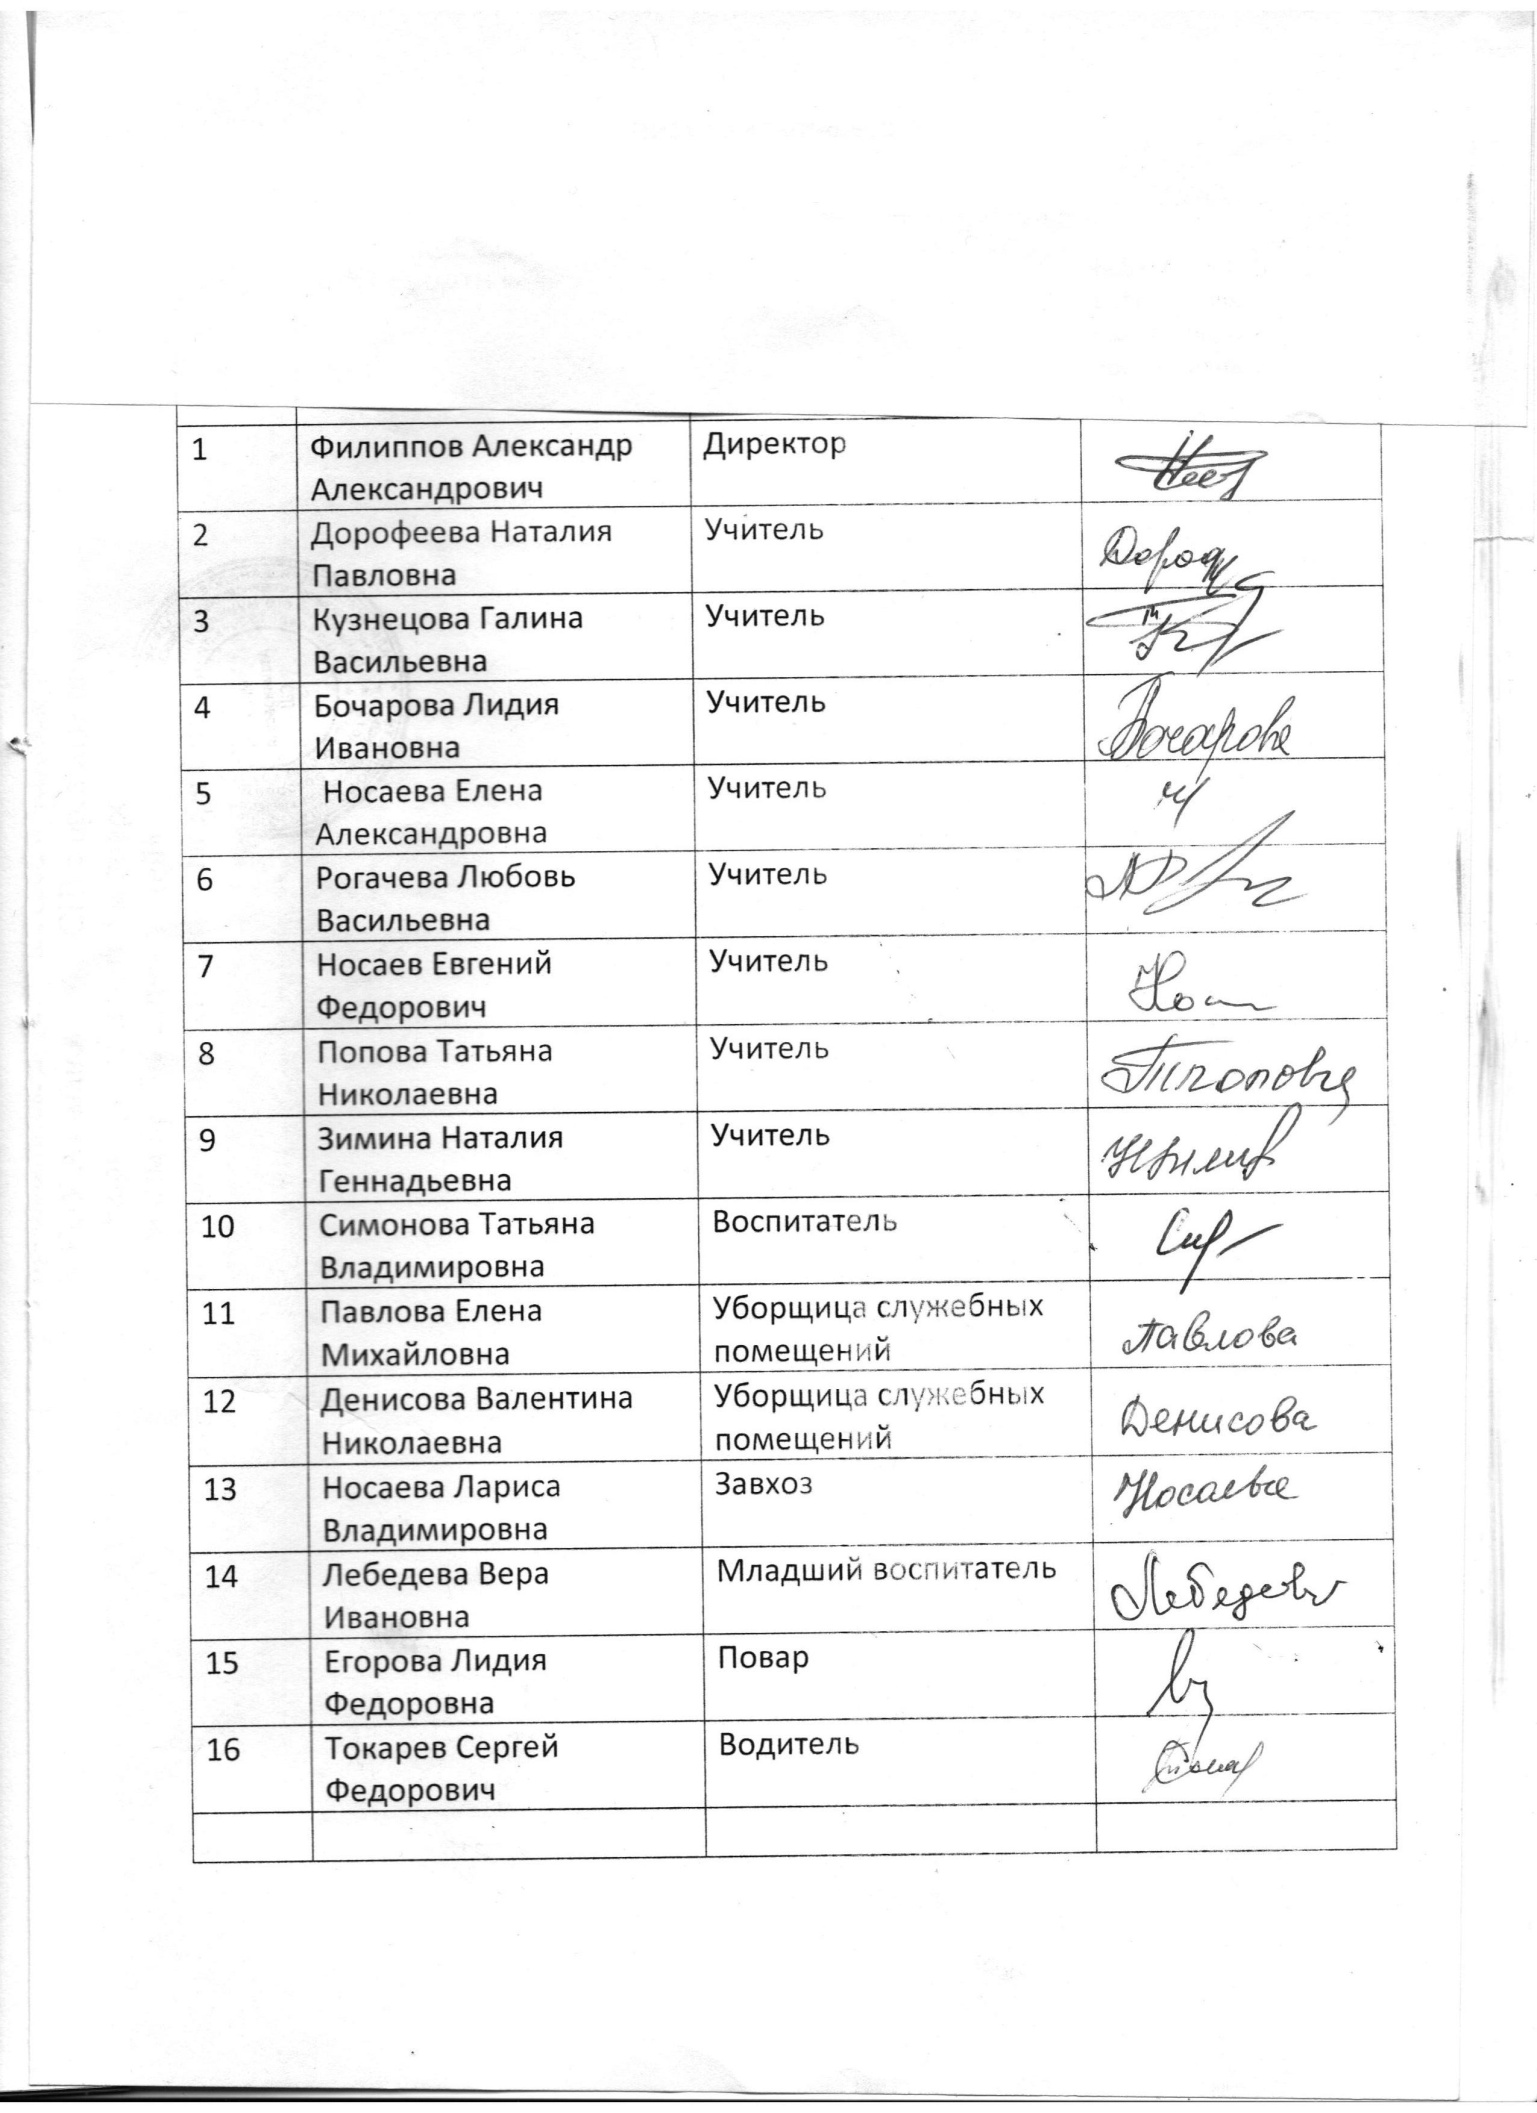 1 Филиппов Александр Директор
Александрович
2 Дорофеева Наталия Учитель
Павловна Дороф
3 Кузнецова Галина Учитель
Васильевна
4 Бочарова Лидия Учитель
Ивановна Бочарова
5 Носаева Елена Учитель
Александровна
6 Рогачева Любовь Учитель
Васильевна
7 Носаев Евгений Учитель
Федорович
8 Попова Татьяна Учитель
Николаевна
9 Зимина Наталия Учитель
Геннадьевна
10 Симонова Татьяна Воспитатель
Владимировна
11 Павлова Елена Уборщица служебных
Михайловна помещений Павлова
12 Денисова Валентина Уборщица служебных
Николаевна помещений Денисова
13 Носаева Лариса Завхоз Носаева
Владимировна
14 Лебедева Вера Младший воспитатель Лебедева
Ивановна
15 Егорова Лидия Повар
Федоровна
16 Токарев Сергей Водитель
Федорович